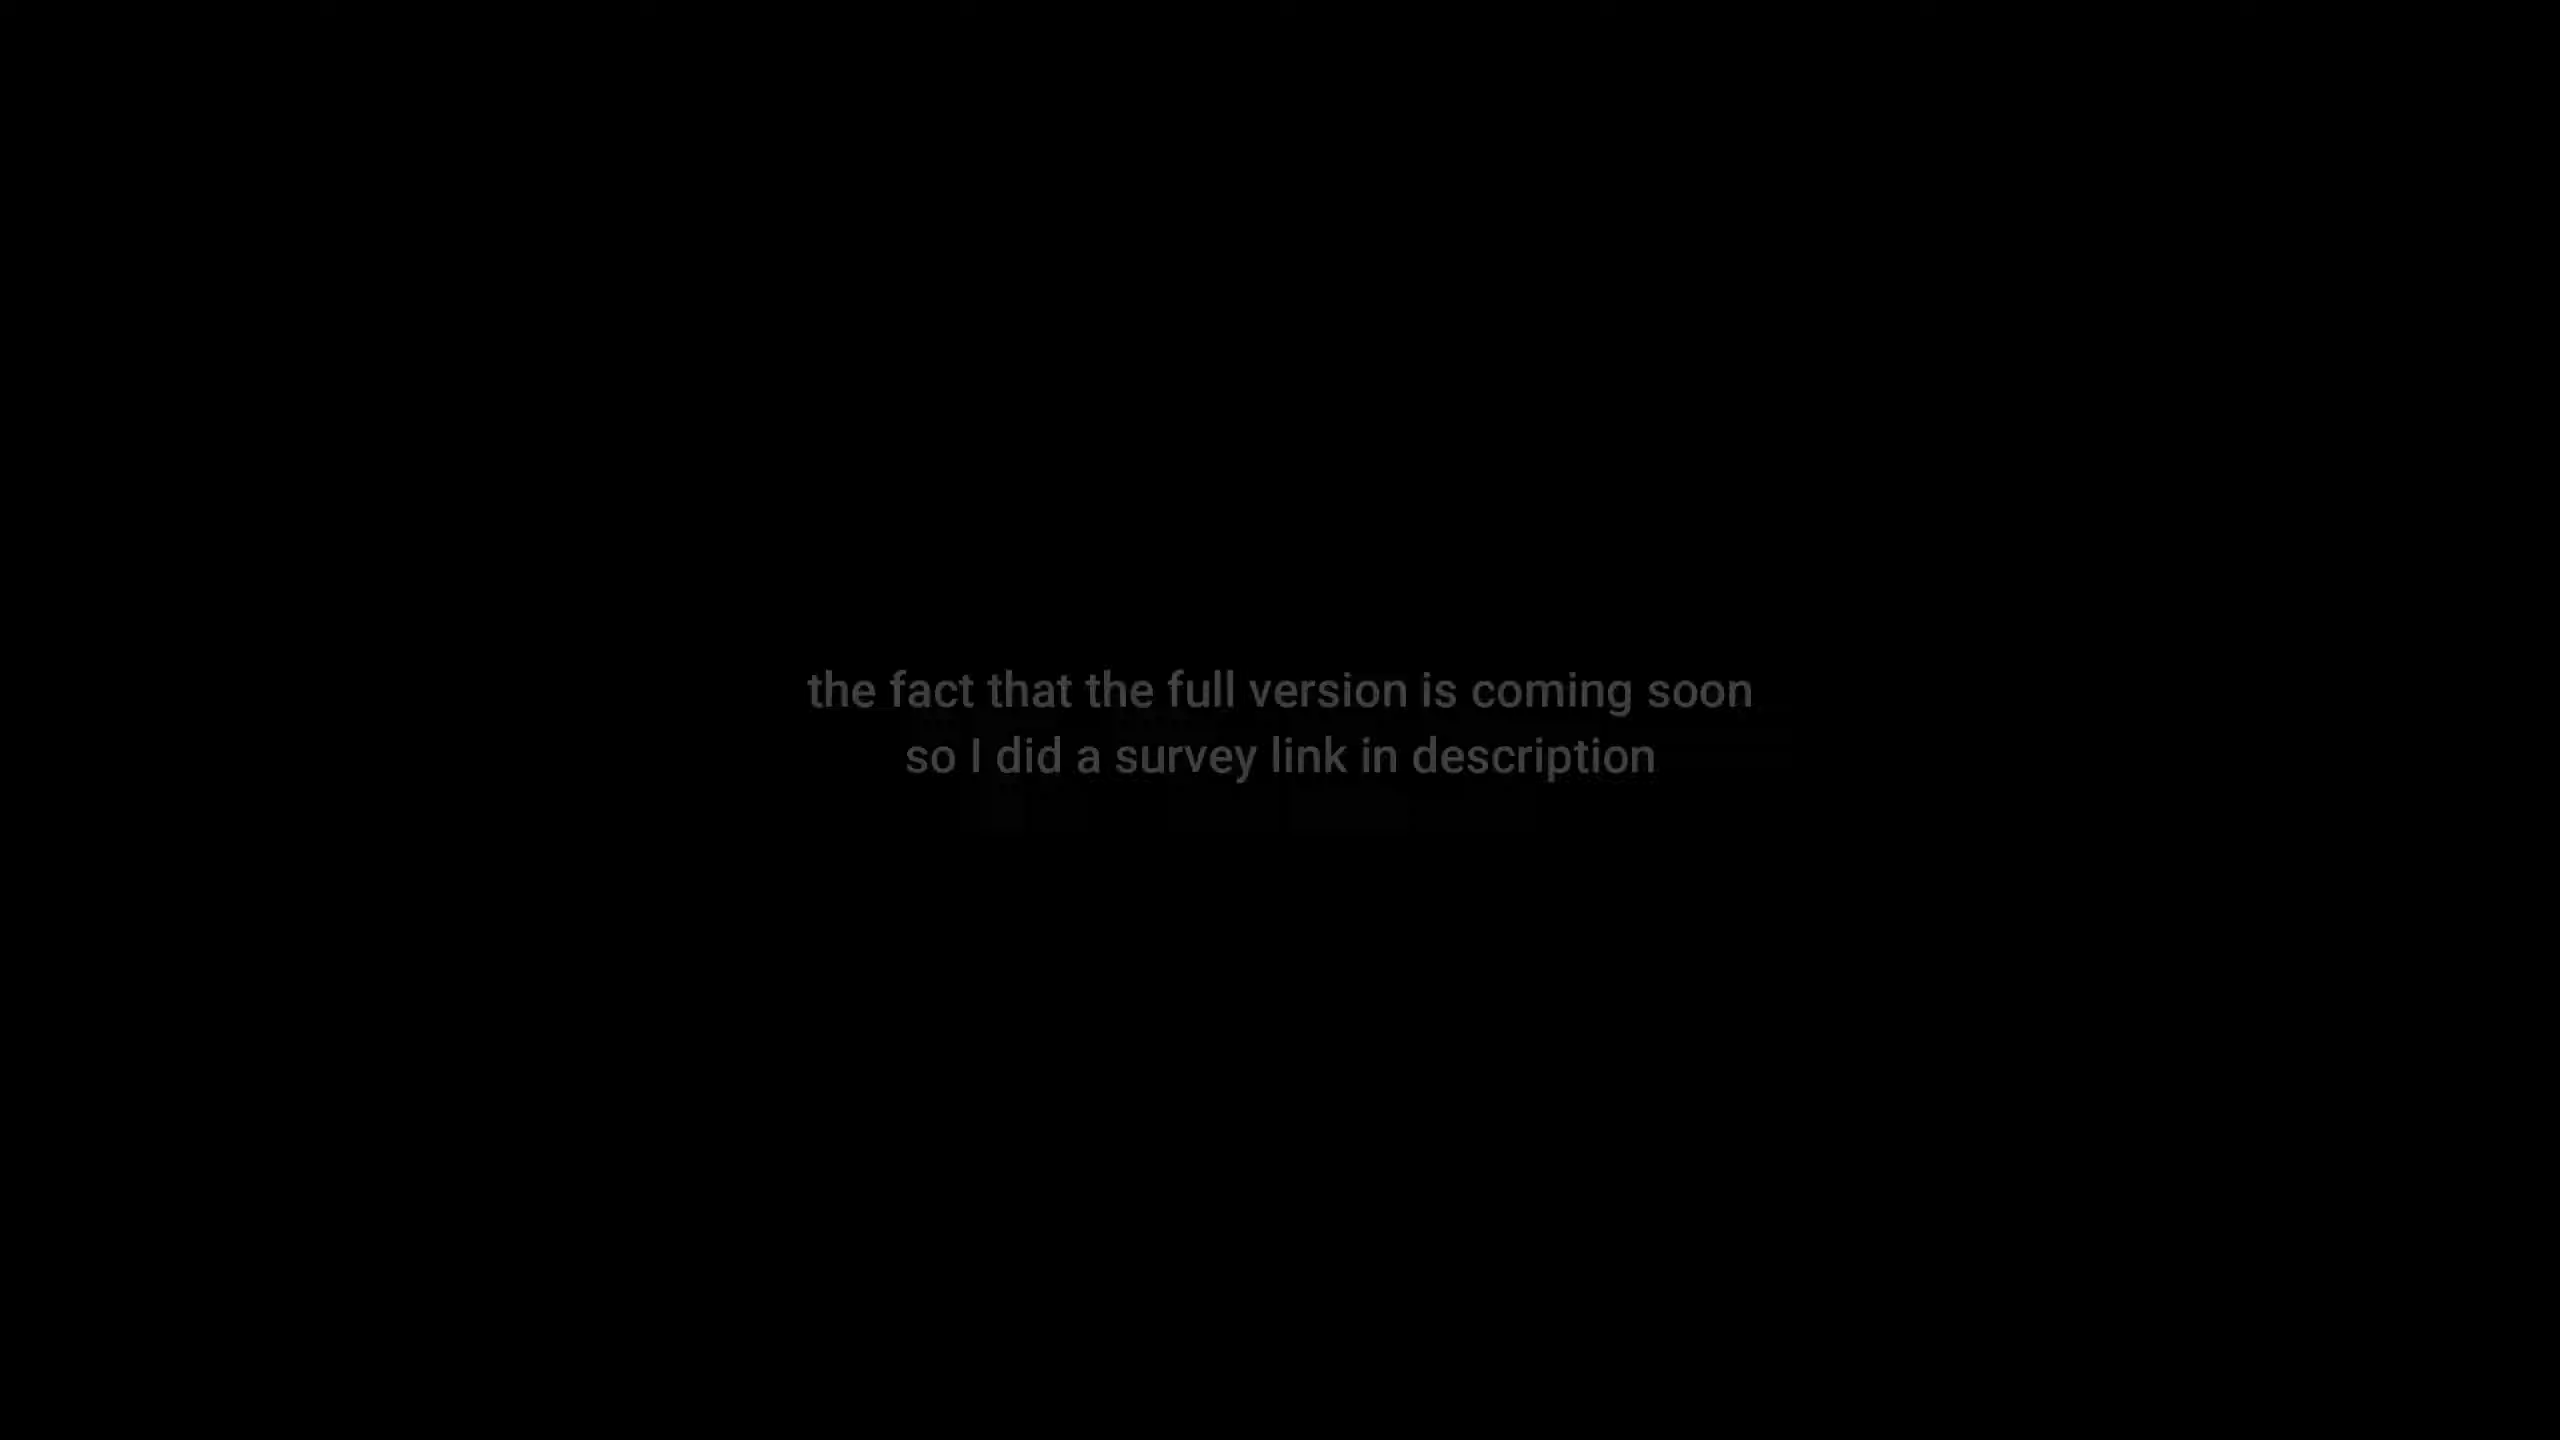 the fact that the full version is coming soon
so I did a survey link in description